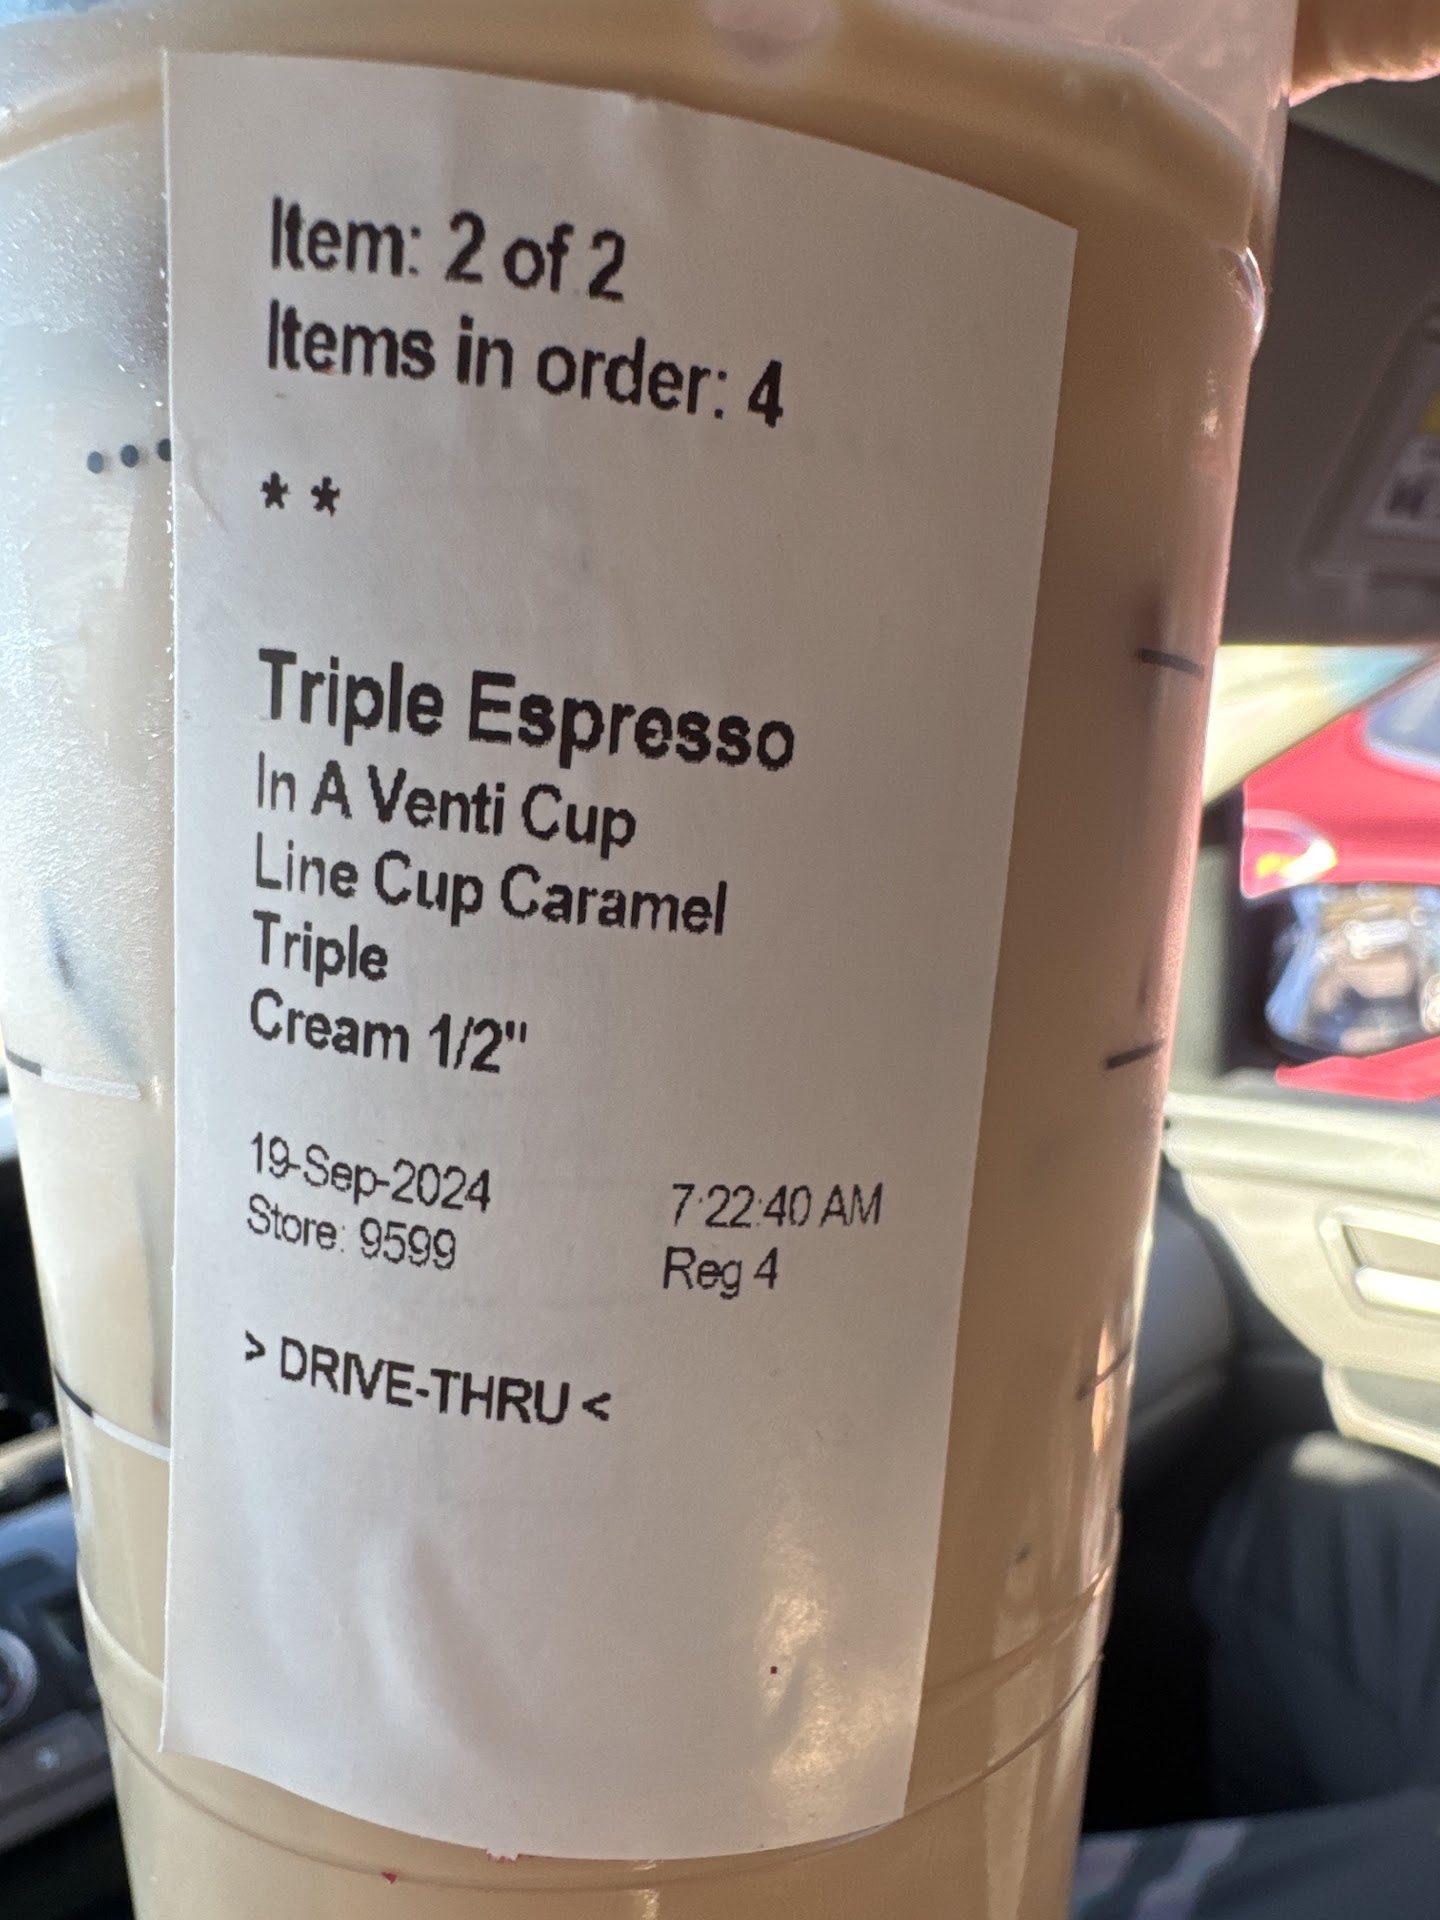 Item: 2 of 2
Items in order: 4
* *
Triple Espresso
In A Venti Cup
Line Cup Caramel
Triple
Cream 1/2"
19-Sep-2024 7:22:40 AM
Store: 9599 Reg 4
> DRIVE-THRU <